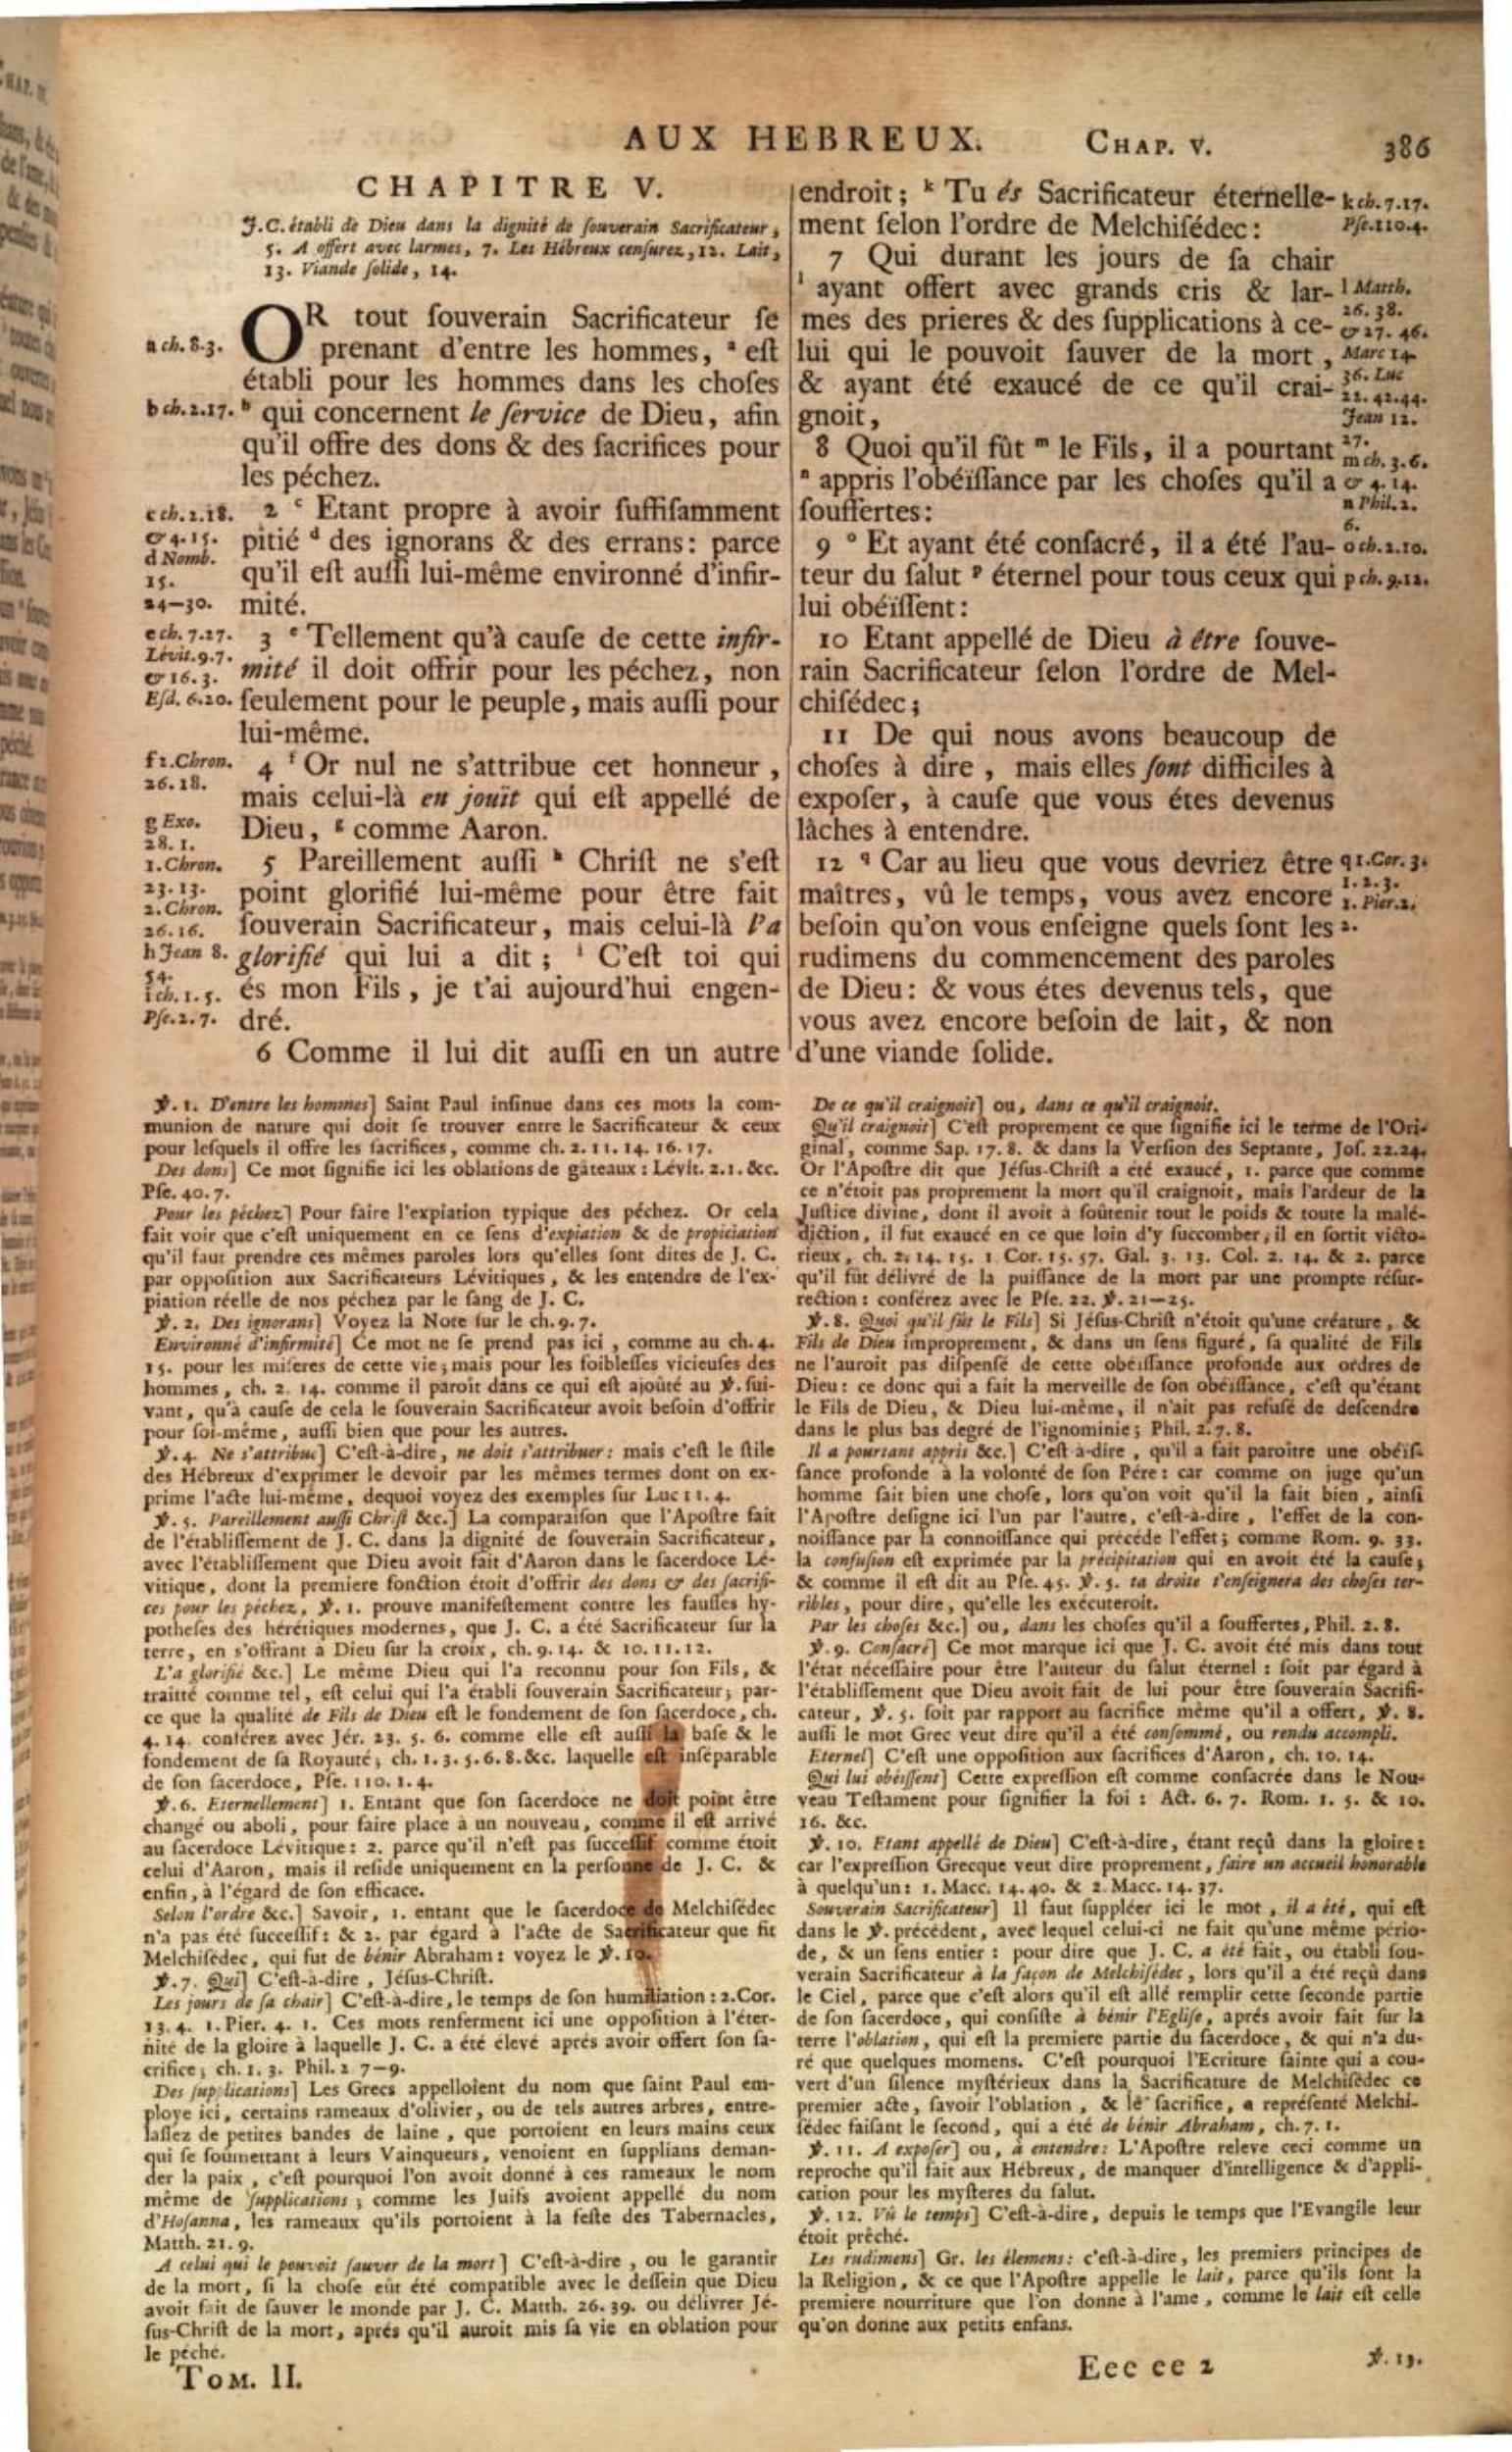 AUX HEBREUX. CHAP. V. 386
CHAPITRE V.
J.C. établi de Dieu dans la dignité de ſouverain Sacrificateur,
5. A offert avec larmes, 7. Les Hébreux cenſurez, 12. Lait,
13. Viande ſolide, 14.
OR tout ſouverain Sacrificateur ſe
prenant d'entre les hommes, ᵃ eſt
établi pour les hommes dans les choſes
ᵇ qui concernent le ſervice de Dieu, afin
qu'il offre des dons & des ſacrifices pour
les péchez.
2 ᶜ Etant propre à avoir ſuffiſamment
pitié ᵈ des ignorans & des errans: parce
qu'il eſt auſſi lui-même environné d'infir-
mité.
3 ᵉ Tellement qu'à cauſe de cette infir-
mité il doit offrir pour les péchez, non
ſeulement pour le peuple, mais auſſi pour
lui-même.
4 ᶠ Or nul ne s'attribue cet honneur,
mais celui-là en jouït qui eſt appellé de
Dieu, ᵍ comme Aaron.
5 Pareillement auſſi ʰ Chriſt ne s'eſt
point glorifié lui-même pour être fait
ſouverain Sacrificateur, mais celui-là l'a
glorifié qui lui a dit; ⁱ C'eſt toi qui
és mon Fils, je t'ai aujourd'hui engen-
dré.
6 Comme il lui dit auſſi en un autre
a ch. 8.3.
b ch. 2.17.
c ch. 2.18.
& 4.15.
d Nomb.
15.
24-30.
e ch. 7.27.
Lévit. 9.7.
& 16.3.
Eſd. 6.20.
f 2. Chron.
26.18.
g Exo.
28.1.
1. Chron.
23.13.
2. Chron.
26.16.
h Jean 8.
54.
i ch. 1.5.
Pſe. 2.7.
endroit; ᵏ Tu és Sacrificateur éternelle-
ment ſelon l'ordre de Melchiſédec:
7 Qui durant les jours de ſa chair
ˡ ayant offert avec grands cris & lar-
mes des prieres & des ſupplications à ce-
lui qui le pouvoit ſauver de la mort,
& ayant été exaucé de ce qu'il crai-
gnoit,
8 Quoi qu'il fût ᵐ le Fils, il a pourtant
ⁿ appris l'obéïſſance par les choſes qu'il a
ſouffertes:
9 ᵒ Et ayant été conſacré, il a été l'au-
teur du ſalut ᵖ éternel pour tous ceux qui
lui obéïſſent:
10 Etant appellé de Dieu à être ſouve-
rain Sacrificateur ſelon l'ordre de Mel-
chiſédec;
11 De qui nous avons beaucoup de
choſes à dire, mais elles ſont difficiles à
expoſer, à cauſe que vous étes devenus
lâches à entendre.
12 ᑫ Car au lieu que vous devriez être
maîtres, vû le temps, vous avez encore
beſoin qu'on vous enſeigne quels ſont les
rudimens du commencement des paroles
de Dieu: & vous étes devenus tels, que
vous avez encore beſoin de lait, & non
d'une viande ſolide.
k ch. 7.17.
Pſe. 110.4.
l Matth.
26.38.
& 27.46.
Marc 14.
36. Luc
22.42.44.
Jean 12.
27.
m ch. 3.6.
& 4.14.
n Phil. 2.
6.
o ch. 2.10.
p ch. 9.12.
q 1. Cor. 3.
1.2.3.
1. Pier. 2.
2.
℣. 1. D'entre les hommes] Saint Paul inſinue dans ces mots la com-
munion de nature qui doit ſe trouver entre le Sacrificateur & ceux
pour leſquels il offre les ſacrifices, comme ch. 2. 11. 14. 16. 17.
Des dons] Ce mot ſignifie ici les oblations de gâteaux: Lévit. 2. 1. &c.
Pſe. 40. 7.
Pour les péchez] Pour faire l'expiation typique des péchez. Or cela
fait voir que c'eſt uniquement en ce ſens d'expiation & de propiciation
qu'il faut prendre ces mêmes paroles lors qu'elles ſont dites de J. C.
par oppoſition aux Sacrificateurs Lévitiques, & les entendre de l'ex-
piation réelle de nos péchez par le ſang de J. C.
℣. 2. Des ignorans] Voyez la Note ſur le ch. 9. 7.
Environné d'infirmité] Ce mot ne ſe prend pas ici, comme au ch. 4.
15. pour les miſeres de cette vie; mais pour les foibleſſes vicieuſes des
hommes, ch. 2. 14. comme il paroît dans ce qui eſt ajoûté au ℣. ſui-
vant, qu'à cauſe de cela le ſouverain Sacrificateur avoit beſoin d'offrir
pour ſoi-même, auſſi bien que pour les autres.
℣. 4. Ne s'attribue] C'eſt-à-dire, ne doit s'attribuer: mais c'eſt le ſtile
des Hébreux d'exprimer le devoir par les mêmes termes dont on ex-
prime l'acte lui-même, dequoi voyez des exemples ſur Luc 11. 4.
℣. 5. Pareillement auſſi Chriſt &c.] La comparaiſon que l'Apoſtre fait
de l'établiſſement de J. C. dans la dignité de ſouverain Sacrificateur,
avec l'établiſſement que Dieu avoit fait d'Aaron dans le ſacerdoce Lé-
vitique, dont la premiere fonction étoit d'offrir des dons & des ſacrifi-
ces pour les péchez, ℣. 1. prouve manifeſtement contre les fauſſes hy-
potheſes des hérétiques modernes, que J. C. a été Sacrificateur ſur la
terre, en s'offrant à Dieu ſur la croix, ch. 9. 14. & 10. 11. 12.
L'a glorifié &c.] Le même Dieu qui l'a reconnu pour ſon Fils, &
traitté comme tel, eſt celui qui l'a établi ſouverain Sacrificateur; par-
ce que la qualité de Fils de Dieu eſt le fondement de ſon ſacerdoce, ch.
4. 14. conférez avec Jér. 23. 5. 6. comme elle eſt auſſi la baſe & le
fondement de ſa Royauté; ch. 1. 3. 5. 6. 8. &c. laquelle eſt inſéparable
de ſon ſacerdoce, Pſe. 110. 1. 4.
℣. 6. Eternellement] 1. Entant que ſon ſacerdoce ne doit point être
changé ou aboli, pour faire place à un nouveau, comme il eſt arrivé
au ſacerdoce Lévitique: 2. parce qu'il n'eſt pas ſucceſſif comme étoit
celui d'Aaron, mais il reſide uniquement en la perſonne de J. C. &
enfin, à l'égard de ſon efficace.
Selon l'ordre &c.] Savoir, 1. entant que le ſacerdoce de Melchiſédec
n'a pas été ſucceſſif: & 2. par égard à l'acte de Sacrificateur que fit
Melchiſédec, qui fut de bénir Abraham: voyez le ℣. 10.
℣. 7. Qui] C'eſt-à-dire, Jéſus-Chriſt.
Les jours de ſa chair] C'eſt-à-dire, le temps de ſon humiliation: 2. Cor.
13. 4. 1. Pier. 4. 1. Ces mots renferment ici une oppoſition à l'éter-
nité de la gloire à laquelle J. C. a été élevé aprés avoir offert ſon ſa-
crifice; ch. 1. 3. Phil. 2 7-9.
Des ſupplications] Les Grecs appelloient du nom que ſaint Paul em-
ploye ici, certains rameaux d'olivier, ou de tels autres arbres, entre-
laſſez de petites bandes de laine, que portoient en leurs mains ceux
qui ſe ſoumettant à leurs Vainqueurs, venoient en ſupplians deman-
der la paix, c'eſt pourquoi l'on avoit donné à ces rameaux le nom
même de ſupplications; comme les Juifs avoient appellé du nom
d'Hoſanna, les rameaux qu'ils portoient à la feſte des Tabernacles,
Matth. 21. 9.
A celui qui le pouvoit ſauver de la mort] C'eſt-à-dire, ou le garantir
de la mort, ſi la choſe eût été compatible avec le deſſein que Dieu
avoit fait de ſauver le monde par J. C. Matth. 26. 39. ou délivrer Jé-
ſus-Chriſt de la mort, aprés qu'il auroit mis ſa vie en oblation pour
le péché.
De ce qu'il craignoit] ou, dans ce qu'il craignoit.
Qu'il craignoit] C'eſt proprement ce que ſignifie ici le terme de l'Ori-
ginal, comme Sap. 17. 8. & dans la Verſion des Septante, Joſ. 22. 24.
Or l'Apoſtre dit que Jéſus-Chriſt a été exaucé, 1. parce que comme
ce n'étoit pas proprement la mort qu'il craignoit, mais l'ardeur de la
Juſtice divine, dont il avoit à ſoûtenir tout le poids & toute la malé-
diction, il fut exaucé en ce que loin d'y ſuccomber, il en ſortit victo-
rieux, ch. 2. 14. 15. 1 Cor. 15. 57. Gal. 3. 13. Col. 2. 14. & 2. parce
qu'il fût délivré de la puiſſance de la mort par une prompte réſur-
rection: conférez avec le Pſe. 22. ℣. 21-25.
℣. 8. Quoi qu'il fût le Fils] Si Jéſus-Chriſt n'étoit qu'une créature, &
Fils de Dieu improprement, & dans un ſens figuré, ſa qualité de Fils
ne l'auroit pas diſpenſé de cette obéïſſance profonde aux ordres de
Dieu: ce donc qui a fait la merveille de ſon obéïſſance, c'eſt qu'étant
le Fils de Dieu, & Dieu lui-même, il n'ait pas refuſé de deſcendre
dans le plus bas degré de l'ignominie; Phil. 2. 7. 8.
Il a pourtant appris &c.] C'eſt-à-dire, qu'il a fait paroître une obéïſ-
ſance profonde à la volonté de ſon Pére: car comme on juge qu'un
homme ſait bien une choſe, lors qu'on voit qu'il la fait bien, ainſi
l'Apoſtre deſigne ici l'un par l'autre, c'eſt-à-dire, l'effet de la con-
noiſſance par la connoiſſance qui précéde l'effet; comme Rom. 9. 33.
la confuſion eſt exprimée par la précipitation qui en avoit été la cauſe;
& comme il eſt dit au Pſe. 45. ℣. 5. ta droite t'enſeignera des choſes ter-
ribles, pour dire, qu'elle les exécuteroit.
Par les choſes &c.] ou, dans les choſes qu'il a ſouffertes, Phil. 2. 8.
℣. 9. Conſacré] Ce mot marque ici que J. C. avoit été mis dans tout
l'état néceſſaire pour être l'auteur du ſalut éternel: ſoit par égard à
l'établiſſement que Dieu avoit fait de lui pour être ſouverain Sacrifi-
cateur, ℣. 5. ſoit par rapport au ſacrifice même qu'il a offert, ℣. 8.
auſſi le mot Grec veut dire qu'il a été conſommé, ou rendu accompli.
Eternel] C'eſt une oppoſition aux ſacrifices d'Aaron, ch. 10. 14.
Qui lui obéïſſent] Cette expreſſion eſt comme conſacrée dans le Nou-
veau Teſtament pour ſignifier la foi: Act. 6. 7. Rom. 1. 5. & 10.
16. &c.
℣. 10. Etant appellé de Dieu] C'eſt-à-dire, étant reçû dans la gloire:
car l'expreſſion Grecque veut dire proprement, faire un accueil honorable
à quelqu'un: 1. Macc. 14. 40. & 2. Macc. 14. 37.
Souverain Sacrificateur] Il faut ſuppléer ici le mot, il a été, qui eſt
dans le ℣. précédent, avec lequel celui-ci ne fait qu'une même pério-
de, & un ſens entier: pour dire que J. C. a été fait, ou établi ſou-
verain Sacrificateur à la façon de Melchiſédec, lors qu'il a été reçû dans
le Ciel, parce que c'eſt alors qu'il eſt allé remplir cette ſeconde partie
de ſon ſacerdoce, qui conſiſte à bénir l'Egliſe, aprés avoir fait ſur la
terre l'oblation, qui eſt la premiere partie du ſacerdoce, & qui n'a du-
ré que quelques momens. C'eſt pourquoi l'Ecriture ſainte qui a cou-
vert d'un ſilence myſtérieux dans la Sacrificature de Melchiſédec ce
premier acte, ſavoir l'oblation, & le ſacrifice, a repréſenté Melchi-
ſédec faiſant le ſecond, qui a été de bénir Abraham, ch. 7. 1.
℣. 11. A expoſer] ou, à entendre: L'Apoſtre releve ceci comme un
reproche qu'il fait aux Hébreux, de manquer d'intelligence & d'appli-
cation pour les myſteres du ſalut.
℣. 12. Vû le temps] C'eſt-à-dire, depuis le temps que l'Evangile leur
étoit prêché.
Les rudimens] Gr. les élemens: c'eſt-à-dire, les premiers principes de
la Religion, & ce que l'Apoſtre appelle le lait, parce qu'ils ſont la
premiere nourriture que l'on donne à l'ame, comme le lait eſt celle
qu'on donne aux petits enfans.
TOM. II. Eee ee 2 ℣. 13.